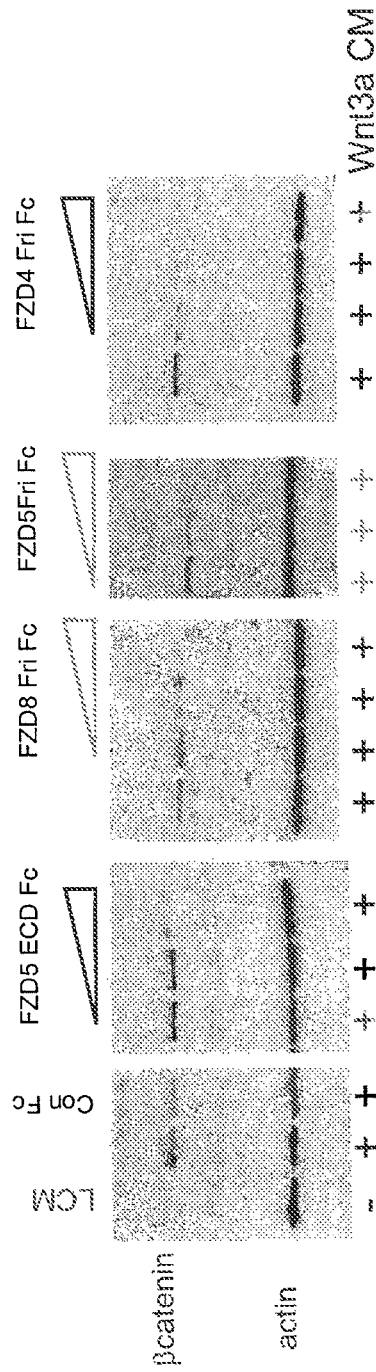 LCM
Con Fc
FZD5 ECD Fc
FZD8 Fri Fc
FZD5Fri Fc
FZD4 Fri Fc
βcatenin
actin
- + + + + + + + + + + + + + + + + Wnt3a CM